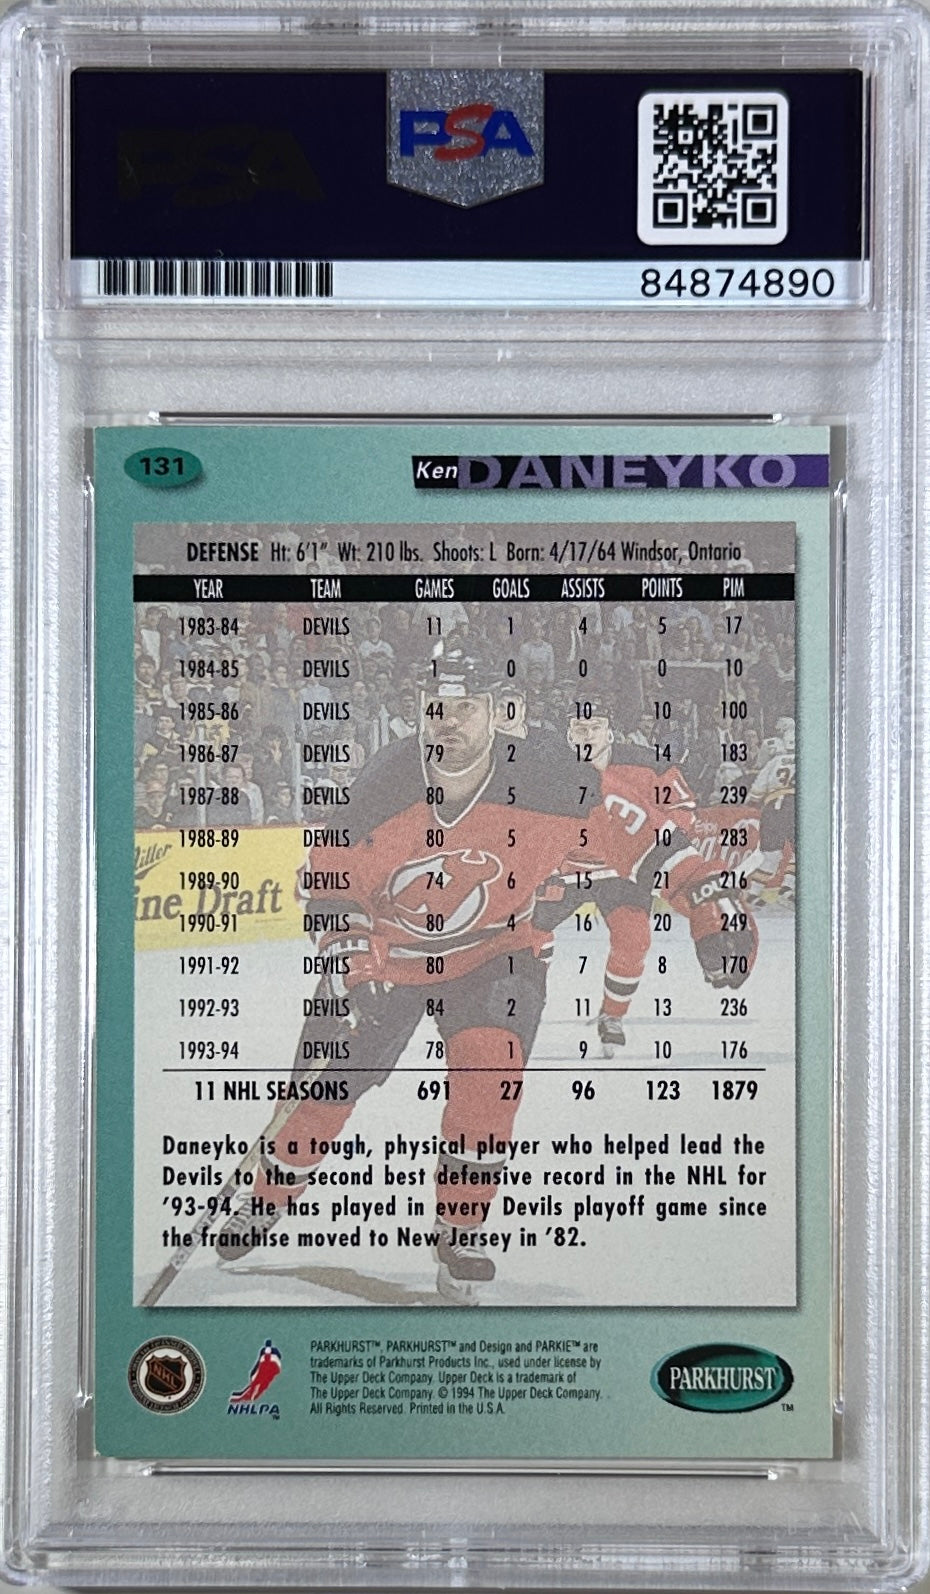 PSA
84874890
131
Ken DANEYKO
DEFENSE Ht: 6'1" Wt: 210 lbs. Shoots: L Born: 4/17/64 Windsor, Ontario
YEAR TEAM GAMES GOALS ASSISTS POINTS PIM
1983-84 DEVILS 11 1 4 5 17
1984-85 DEVILS 1 0 0 0 10
1985-86 DEVILS 44 0 10 10 100
1986-87 DEVILS 79 2 12 14 183
1987-88 DEVILS 80 5 7 12 239
1988-89 DEVILS 80 5 5 10 283
1989-90 DEVILS 74 6 15 21 216
1990-91 DEVILS 80 4 16 20 249
1991-92 DEVILS 80 1 7 8 170
1992-93 DEVILS 84 2 11 13 236
1993-94 DEVILS 78 1 9 10 176
11 NHL SEASONS 691 27 96 123 1879
Miller
ine Draft
Daneyko is a tough, physical player who helped lead the
Devils to the second best defensive record in the NHL for
'93-94. He has played in every Devils playoff game since
the franchise moved to New Jersey in '82.
NHL
NHLPA
PARKHURST™, PARKHURST™ and Design and PARKIE™ are
trademarks of Parkhurst Products Inc., used under license by
The Upper Deck Company. Upper Deck is a trademark of
The Upper Deck Company. © 1994 The Upper Deck Company.
All Rights Reserved. Printed in the U.S.A.
PARKHURST™